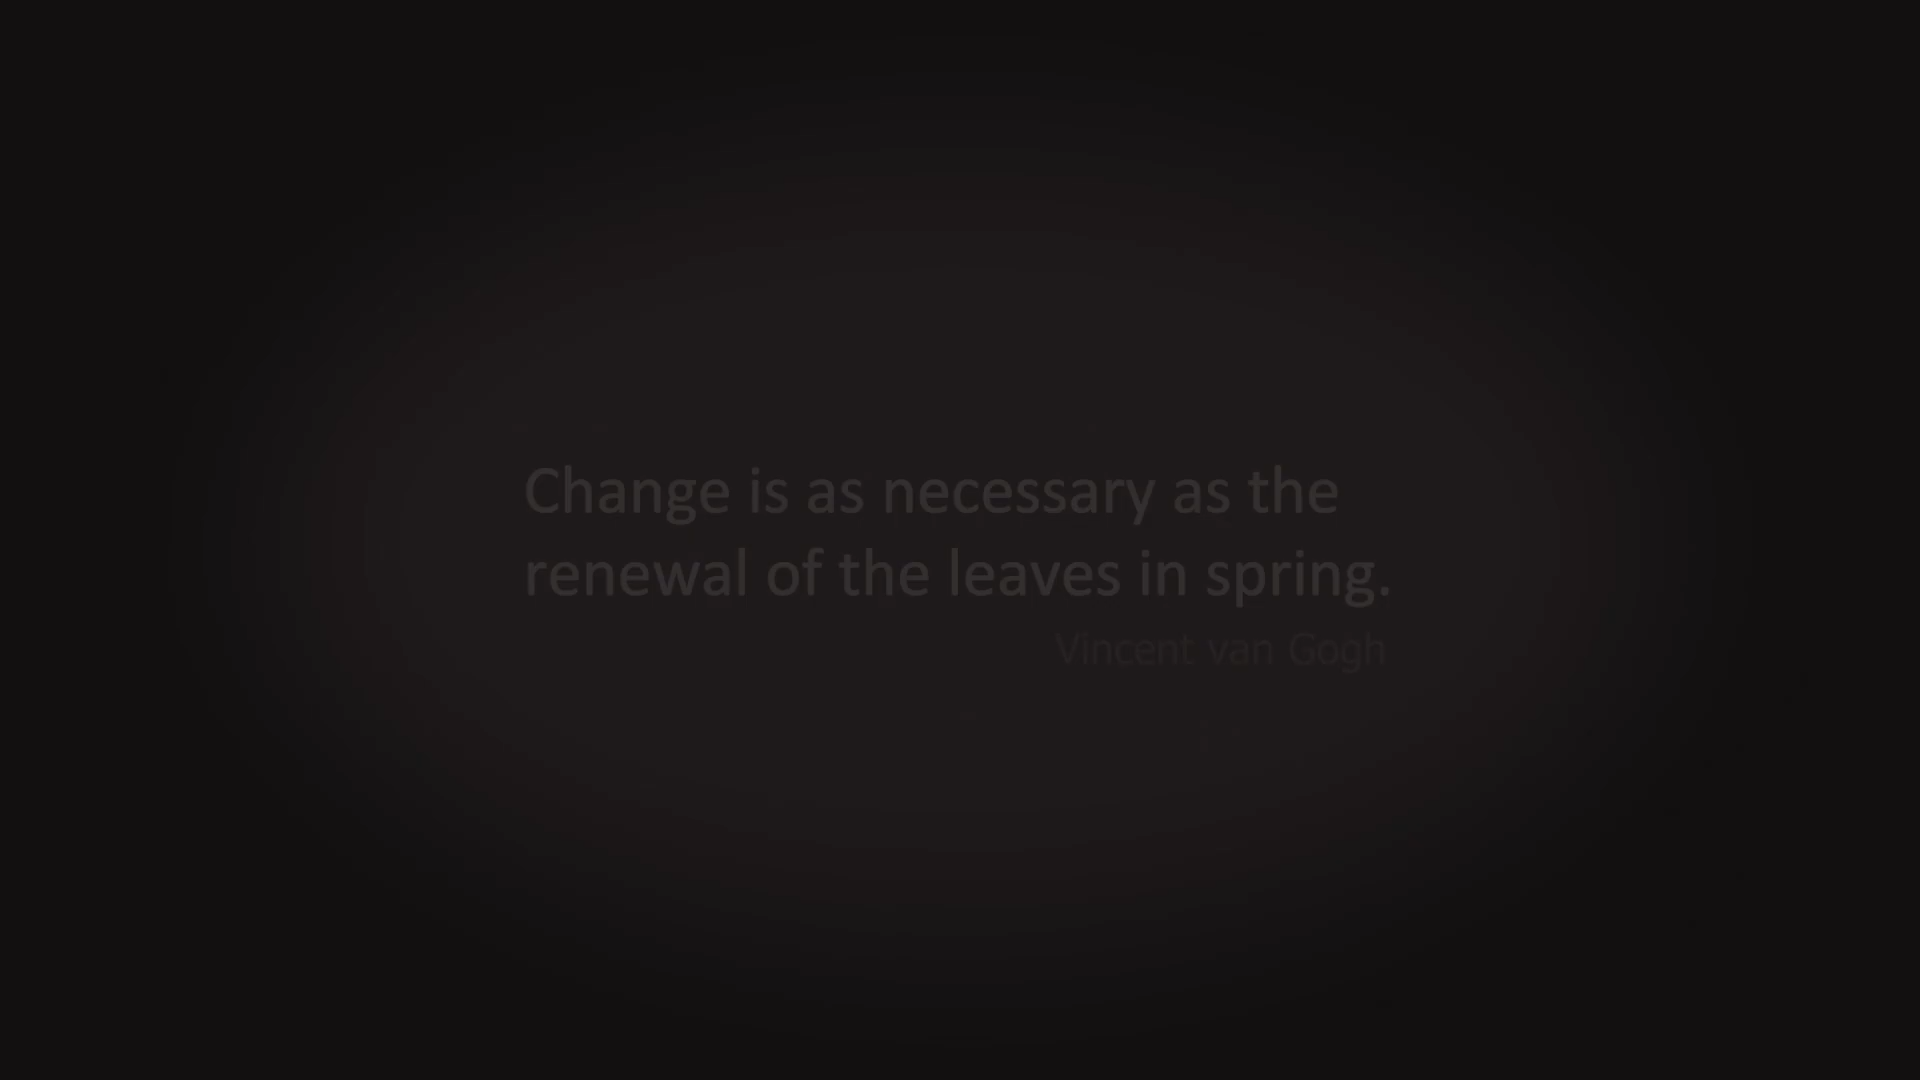 Change is as necessary as the
renewal of the leaves in spring.
Vincent van Gogh